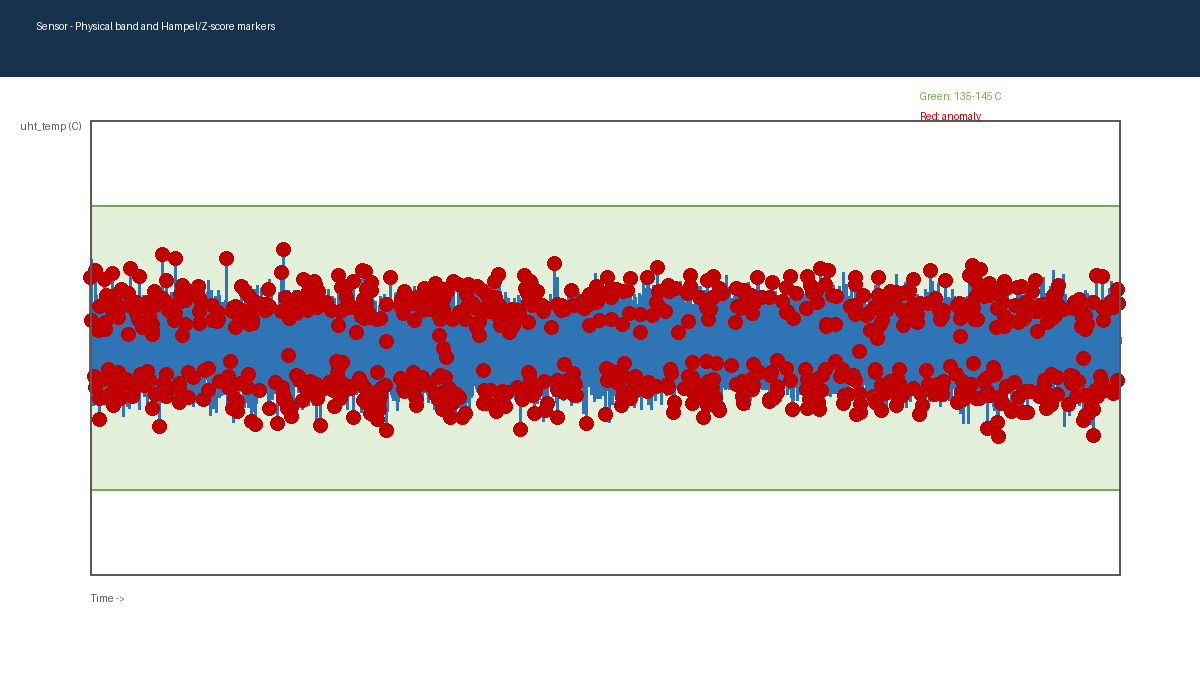 Sensor - Physical band and Hampel/Z-score markers
Green: 135-145 C
Red: anomaly
uht_temp (C)
Time ->